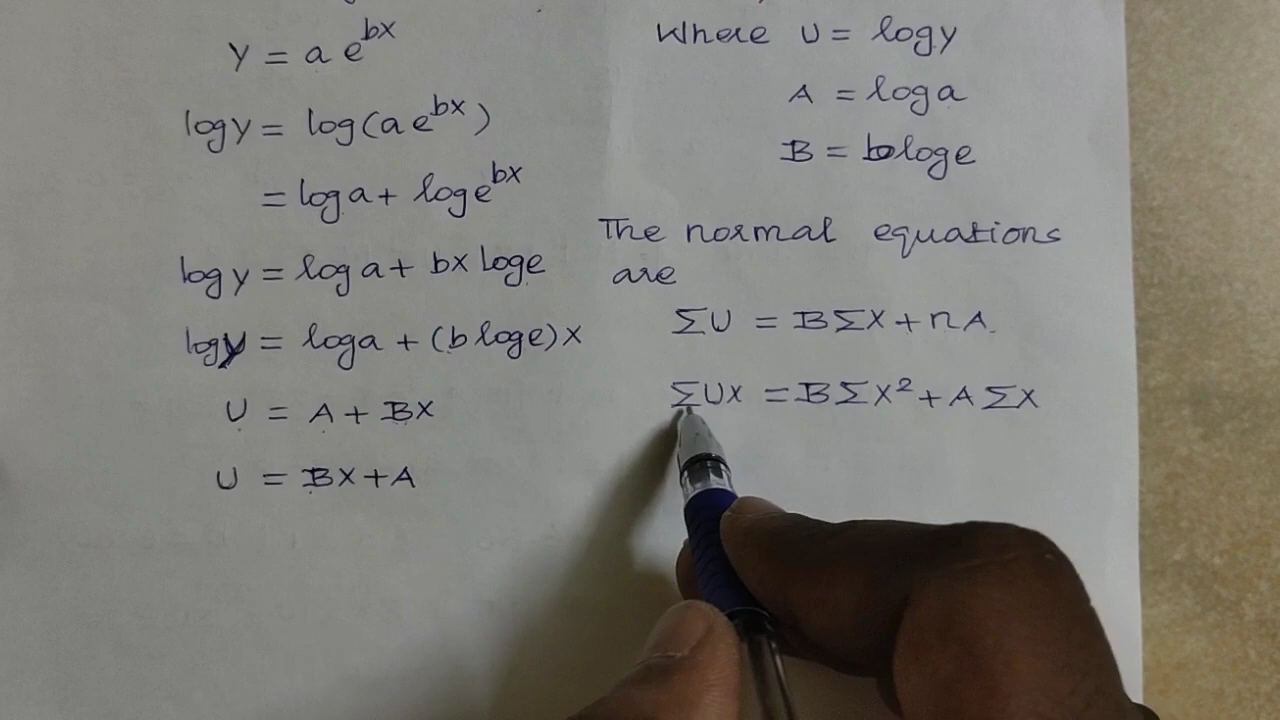 Y = a e^bx
log y = log(a e^bx)
= log a + log e^bx
log y = log a + bx log e
log y = log a + (b log e) x
U = A + BX
U = BX + A
Where U = log y
A = log a
B = b log e
The normal equations
are
ΣU = BΣX + nA.
ΣUX = BΣX² + AΣX